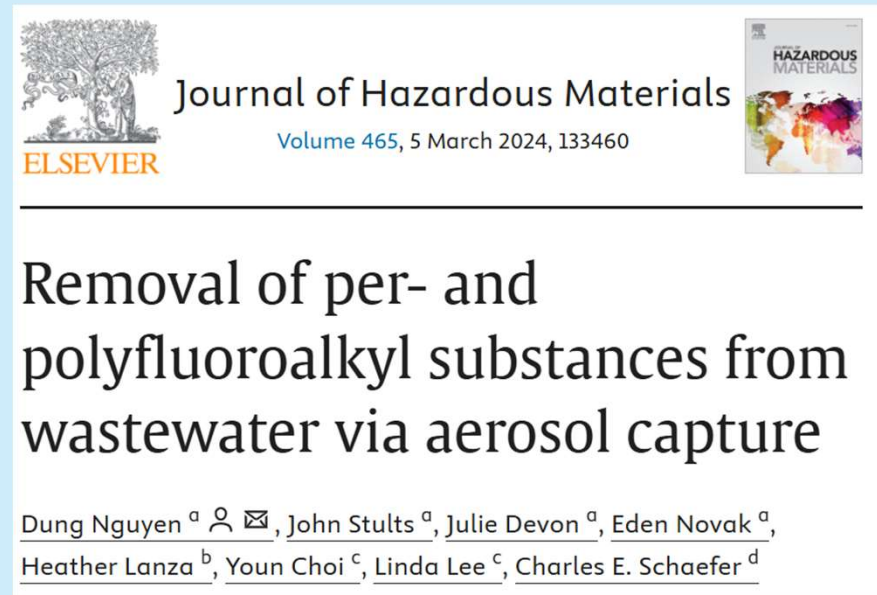 Journal of Hazardous Materials
Volume 465, 5 March 2024, 133460
ELSEVIER
JOURNAL OF
HAZARDOUS
MATERIALS
Removal of per- and
polyfluoroalkyl substances from
wastewater via aerosol capture
Dung Nguyen a, John Stults a, Julie Devon a, Eden Novak a,
Heather Lanza b, Youn Choi c, Linda Lee c, Charles E. Schaefer d